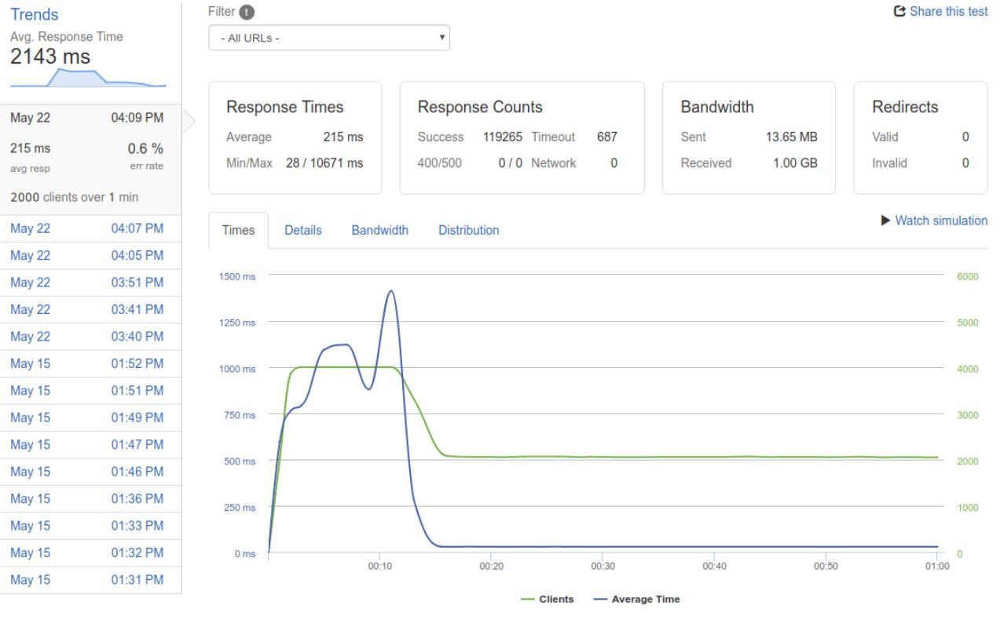 Trends
Avg. Response Time
2143 ms
May 22 04:09 PM
215 ms 0.6 %
avg resp err rate
2000 clients over 1 min
May 22 04:07 PM
May 22 04:05 PM
May 22 03:51 PM
May 22 03:41 PM
May 22 03:40 PM
May 15 01:52 PM
May 15 01:51 PM
May 15 01:49 PM
May 15 01:47 PM
May 15 01:46 PM
May 15 01:36 PM
May 15 01:33 PM
May 15 01:32 PM
May 15 01:31 PM
Filter !
Share this test
- All URLs -
Response Times
Average 215 ms
Min/Max 28 / 10671 ms
Response Counts
Success 119265 Timeout 687
400/500 0 / 0 Network 0
Bandwidth
Sent 13.65 MB
Received 1.00 GB
Redirects
Valid 0
Invalid 0
Times Details Bandwidth Distribution
Watch simulation
1500 ms 6000
1250 ms 5000
1000 ms 4000
750 ms 3000
500 ms 2000
250 ms 1000
0 ms 0
00:10 00:20 00:30 00:40 00:50 01:00
Clients Average Time